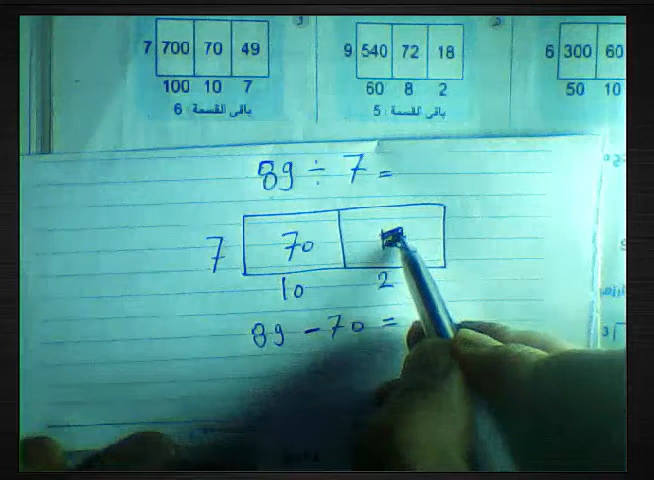 7 700 70 49
100 10 7
باقى القسمة : 6
9 540 72 18
60 8 2
باقى القسمة : 5
6 300 60
50 10
89 ÷ 7 =
7 70
10 2
89 - 70 =